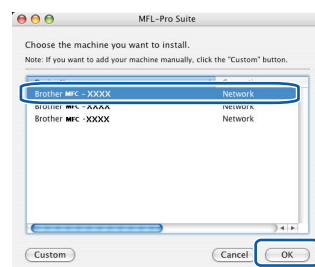 MFL-Pro Suite
Choose the machine you want to install.
Note: If you want to add your machine manually, click the "Custom" button.
Brother MFC - XXXX Network
Brother MFC - XXXX Network
Brother MFC -XXXX Network
Custom Cancel OK